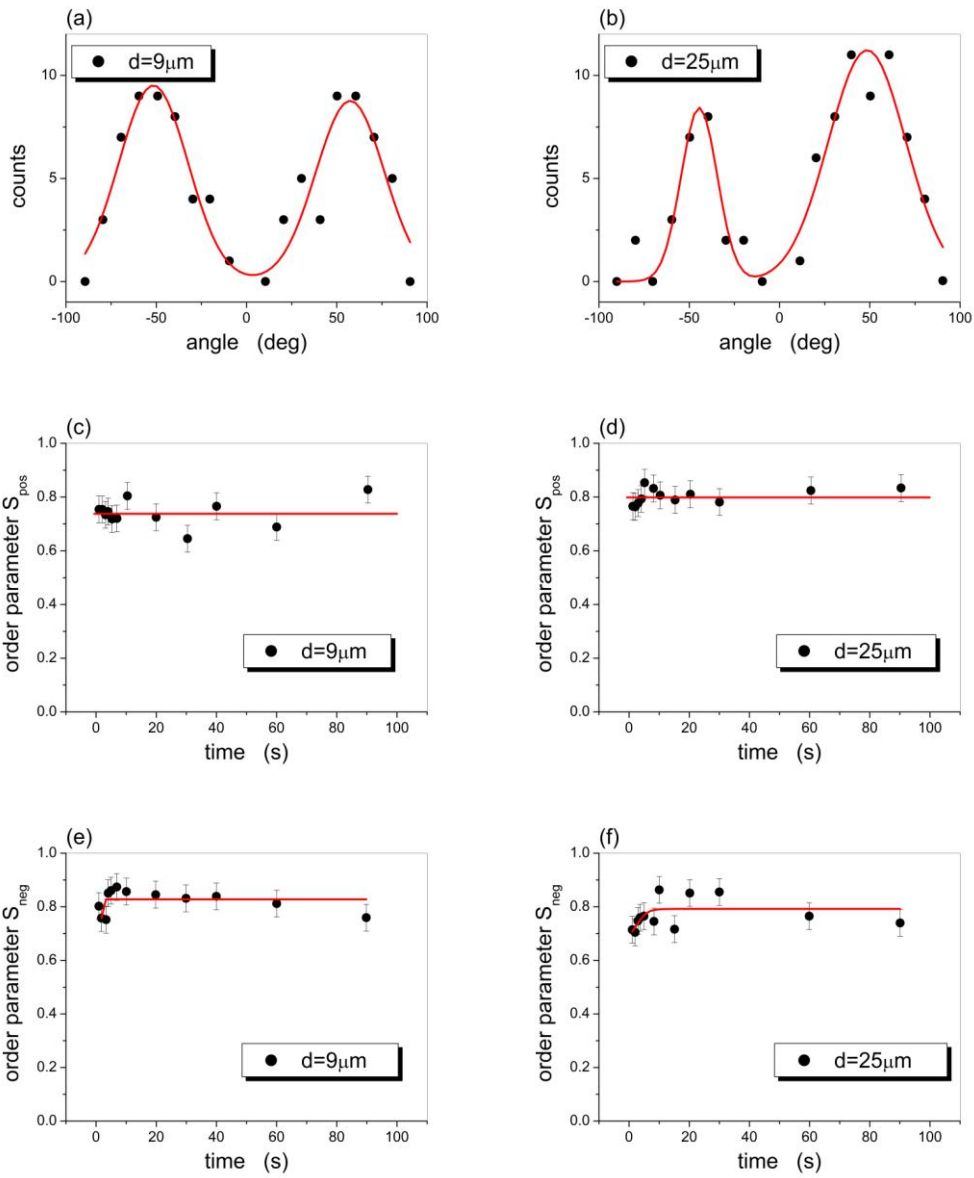 (a)
d=9μm
10
5
0
counts
-100 -50 0 50 100
angle (deg)
(b)
d=25μm
10
5
0
counts
-100 -50 0 50 100
angle (deg)
(c)
1.0
0.8
0.6
0.4
0.2
0.0
order parameter Spos
d=9μm
0 20 40 60 80 100
time (s)
(d)
1.0
0.8
0.6
0.4
0.2
0.0
order parameter Spos
d=25μm
0 20 40 60 80 100
time (s)
(e)
1.0
0.8
0.6
0.4
0.2
0.0
order parameter Sneg
d=9μm
0 20 40 60 80 100
time (s)
(f)
1.0
0.8
0.6
0.4
0.2
0.0
order parameter Sneg
d=25μm
0 20 40 60 80 100
time (s)